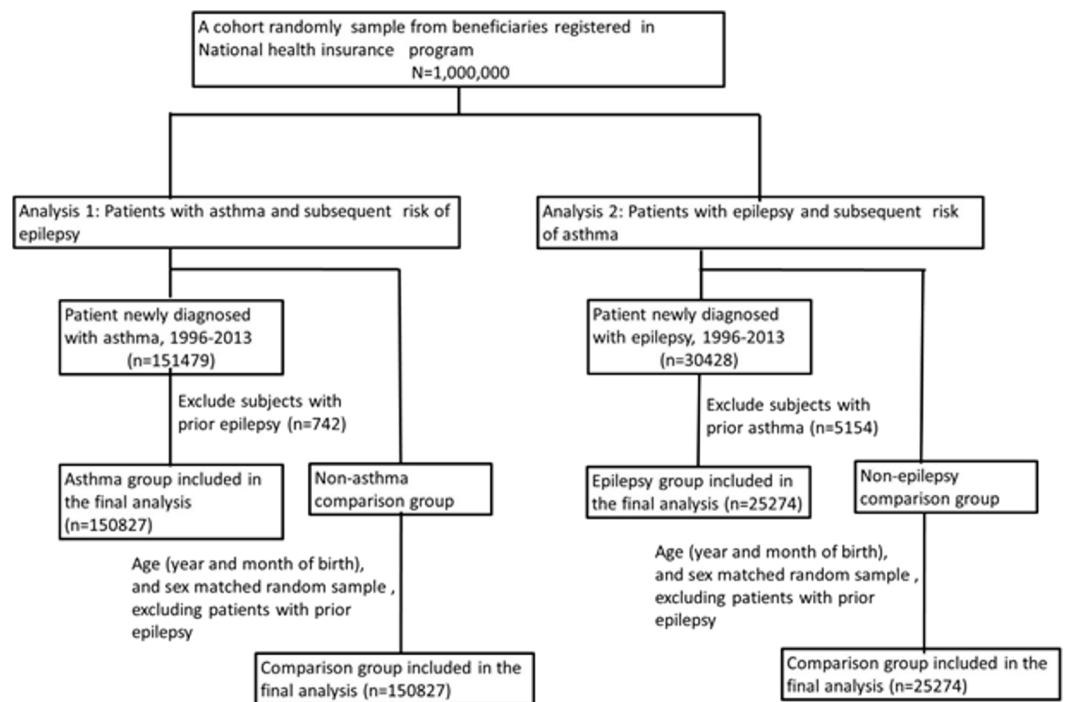 A cohort randomly sample from beneficiaries registered in
National health insurance program
N=1,000,000
Analysis 1: Patients with asthma and subsequent risk of
epilepsy
Analysis 2: Patients with epilepsy and subsequent risk
of asthma
Patient newly diagnosed
with asthma, 1996-2013
(n=151479)
Patient newly diagnosed
with epilepsy, 1996-2013
(n=30428)
Exclude subjects with
prior epilepsy (n=742)
Exclude subjects with
prior asthma (n=5154)
Asthma group included in
the final analysis
(n=150827)
Non-asthma
comparison group
Epilepsy group included in
the final analysis (n=25274)
Non-epilepsy
comparison group
Age (year and month of birth),
and sex matched random sample ,
excluding patients with prior
epilepsy
Age (year and month of birth),
and sex matched random sample ,
excluding patients with prior
epilepsy
Comparison group included in the
final analysis (n=150827)
Comparison group included in the
final analysis (n=25274)